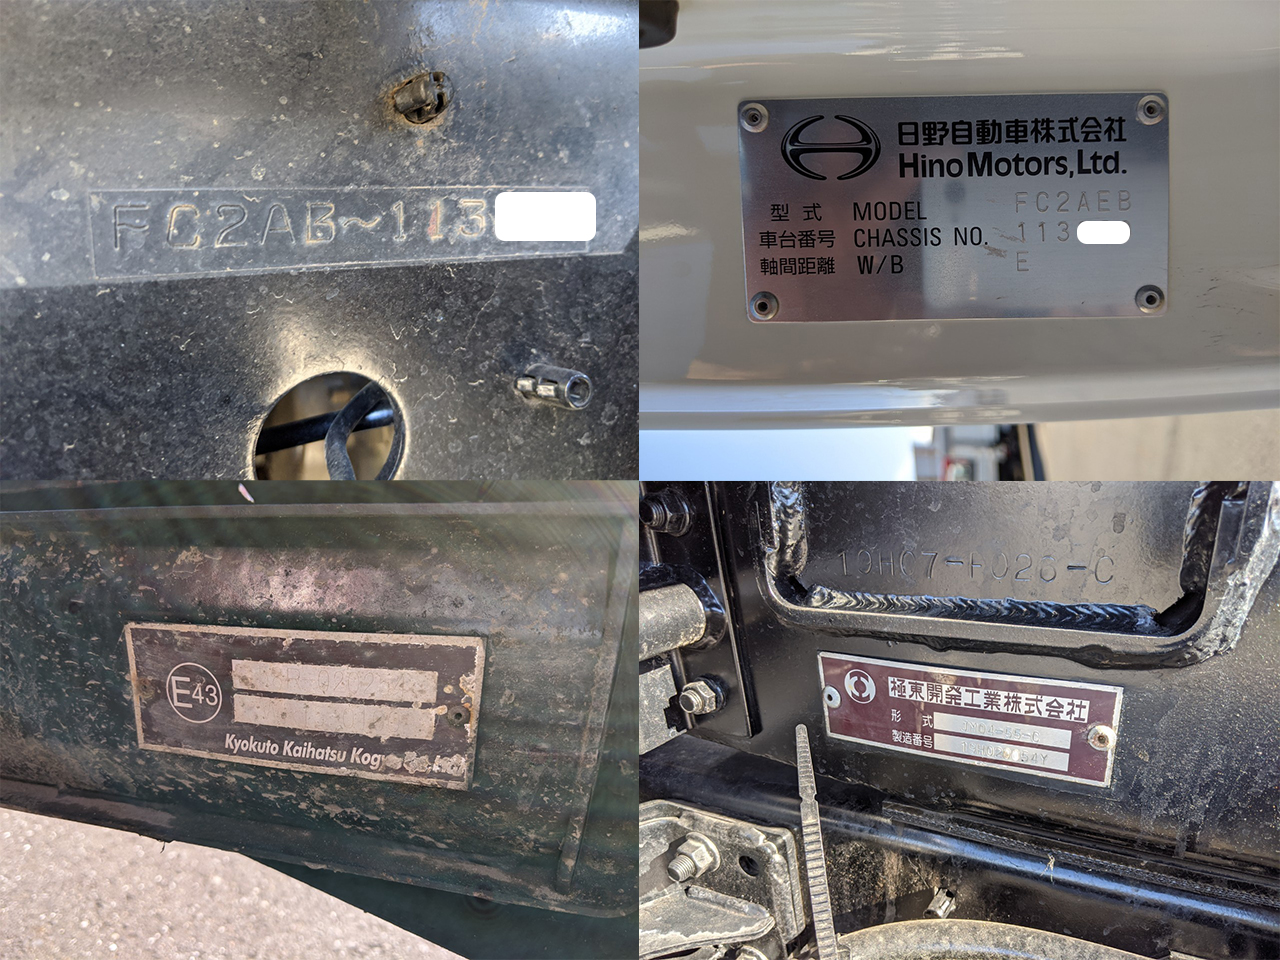 FC2AB~113
日野自動車株式会社
Hino Motors, Ltd.
型式 MODEL FC2AEB
車台番号 CHASSIS NO. ~113
軸間距離 W/B E
E43
Kyokuto Kaihatsu
19HC7-F026-C
極東開発工業株式会社
形式
製造番号